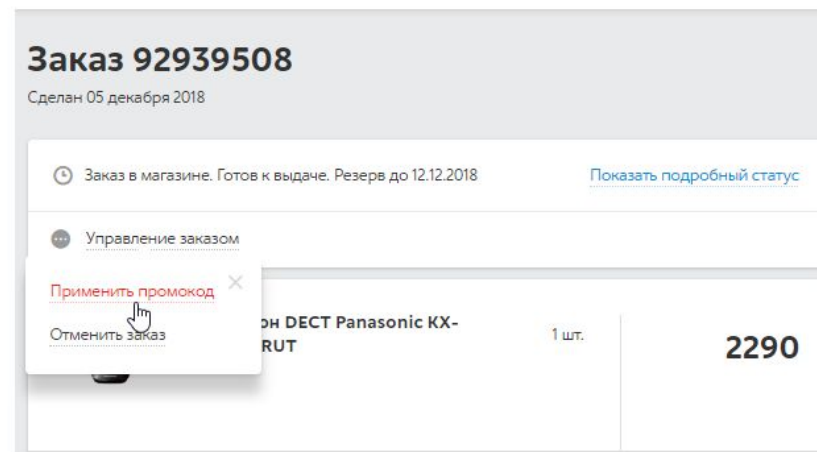 Заказ 92939508
Сделан 05 декабря 2018
Заказ в магазине. Готов к выдаче. Резерв до 12.12.2018
Показать подробный статус
Управление заказом
Применить промокод
Отменить заказ
DECT Panasonic KX-
RUT
1 шт.
2290